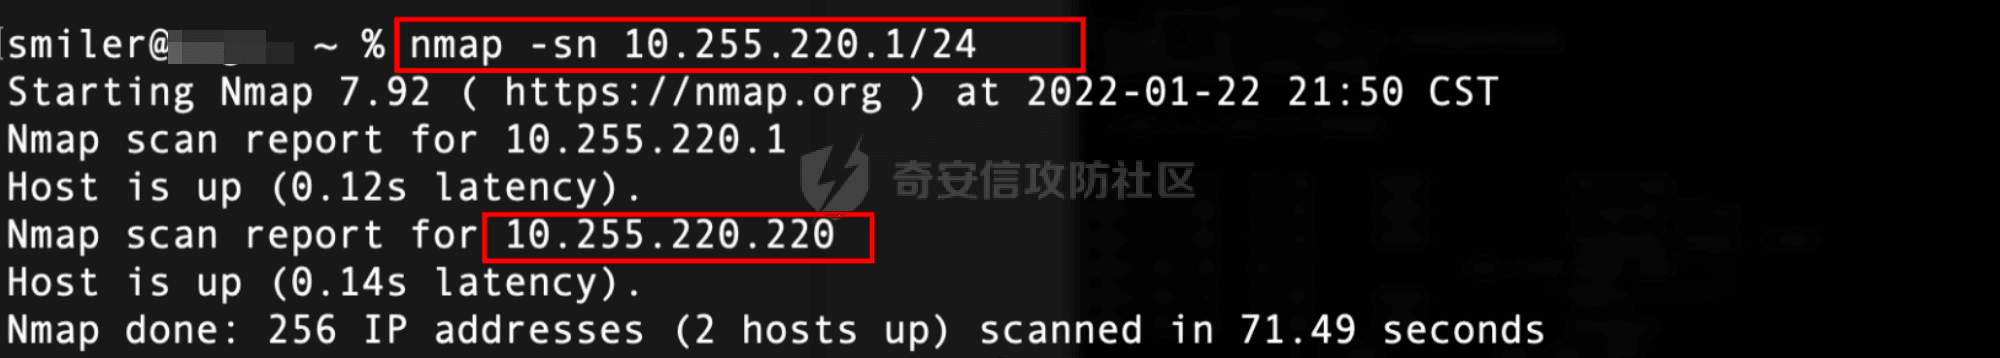 smiler@ ~ % nmap -sn 10.255.220.1/24
Starting Nmap 7.92 ( https://nmap.org ) at 2022-01-22 21:50 CST
Nmap scan report for 10.255.220.1
Host is up (0.12s latency).
奇安信攻防社区
Nmap scan report for 10.255.220.220
Host is up (0.14s latency).
Nmap done: 256 IP addresses (2 hosts up) scanned in 71.49 seconds